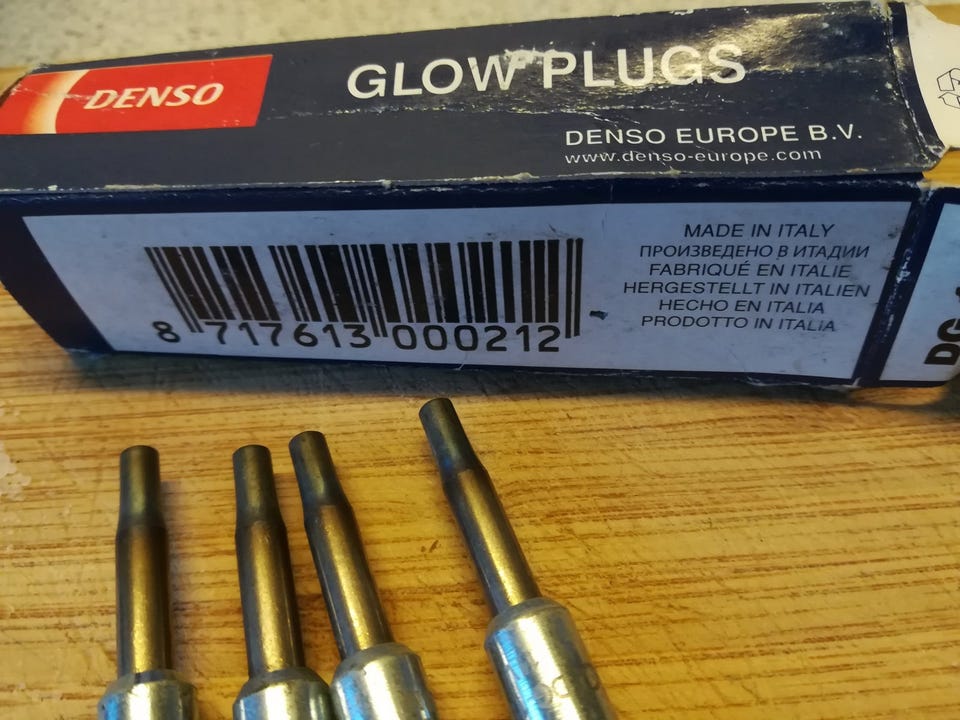 DENSO
GLOW PLUGS
DENSO EUROPE B.V.
www.denso-europe.com
MADE IN ITALY
ПРОИЗВЕДЕНО В ИТАДИИ
FABRIQUÉ EN ITALIE
HERGESTELLT IN ITALIEN
HECHO EN ITALIA
PRODOTTO IN ITALIA
8 717613 000212